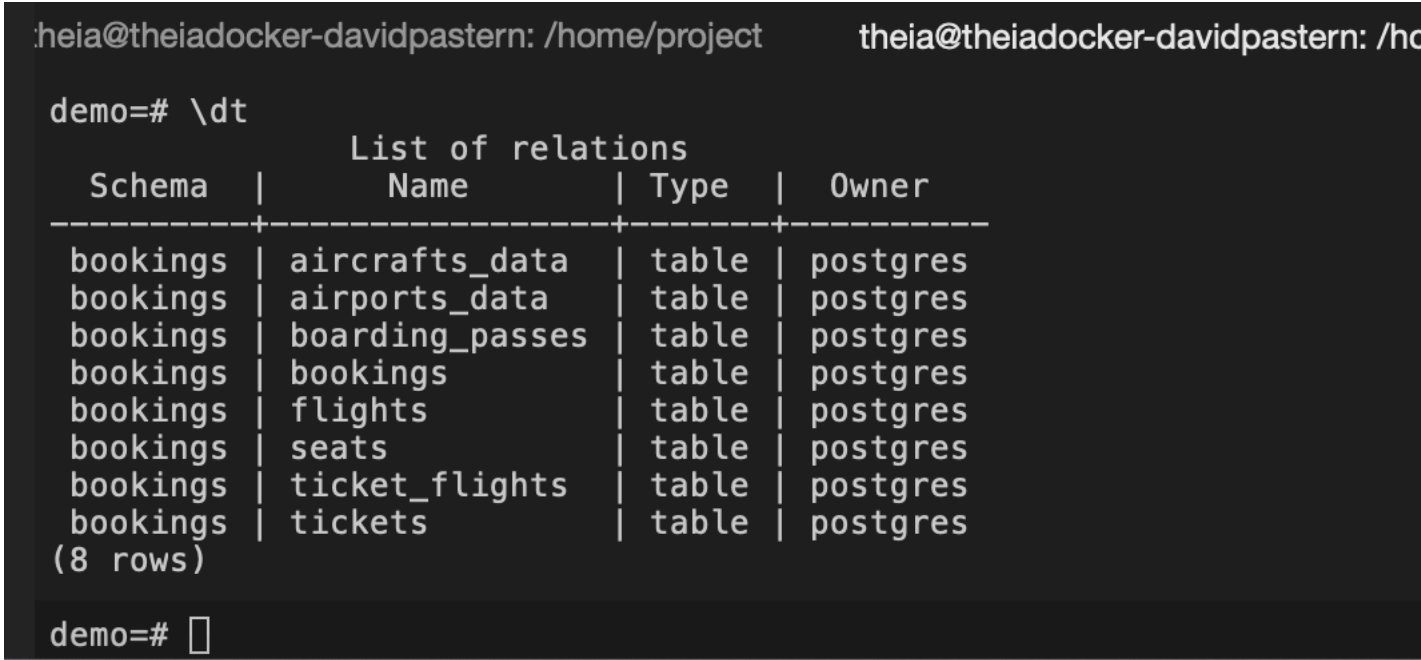 theia@theiadocker-davidpastern: /home/project theia@theiadocker-davidpastern: /ho
demo=# \dt
List of relations
Schema | Name | Type | Owner
----------+-----------------+-------+----------
bookings | aircrafts_data | table | postgres
bookings | airports_data | table | postgres
bookings | boarding_passes | table | postgres
bookings | bookings | table | postgres
bookings | flights | table | postgres
bookings | seats | table | postgres
bookings | ticket_flights | table | postgres
bookings | tickets | table | postgres
(8 rows)
demo=#